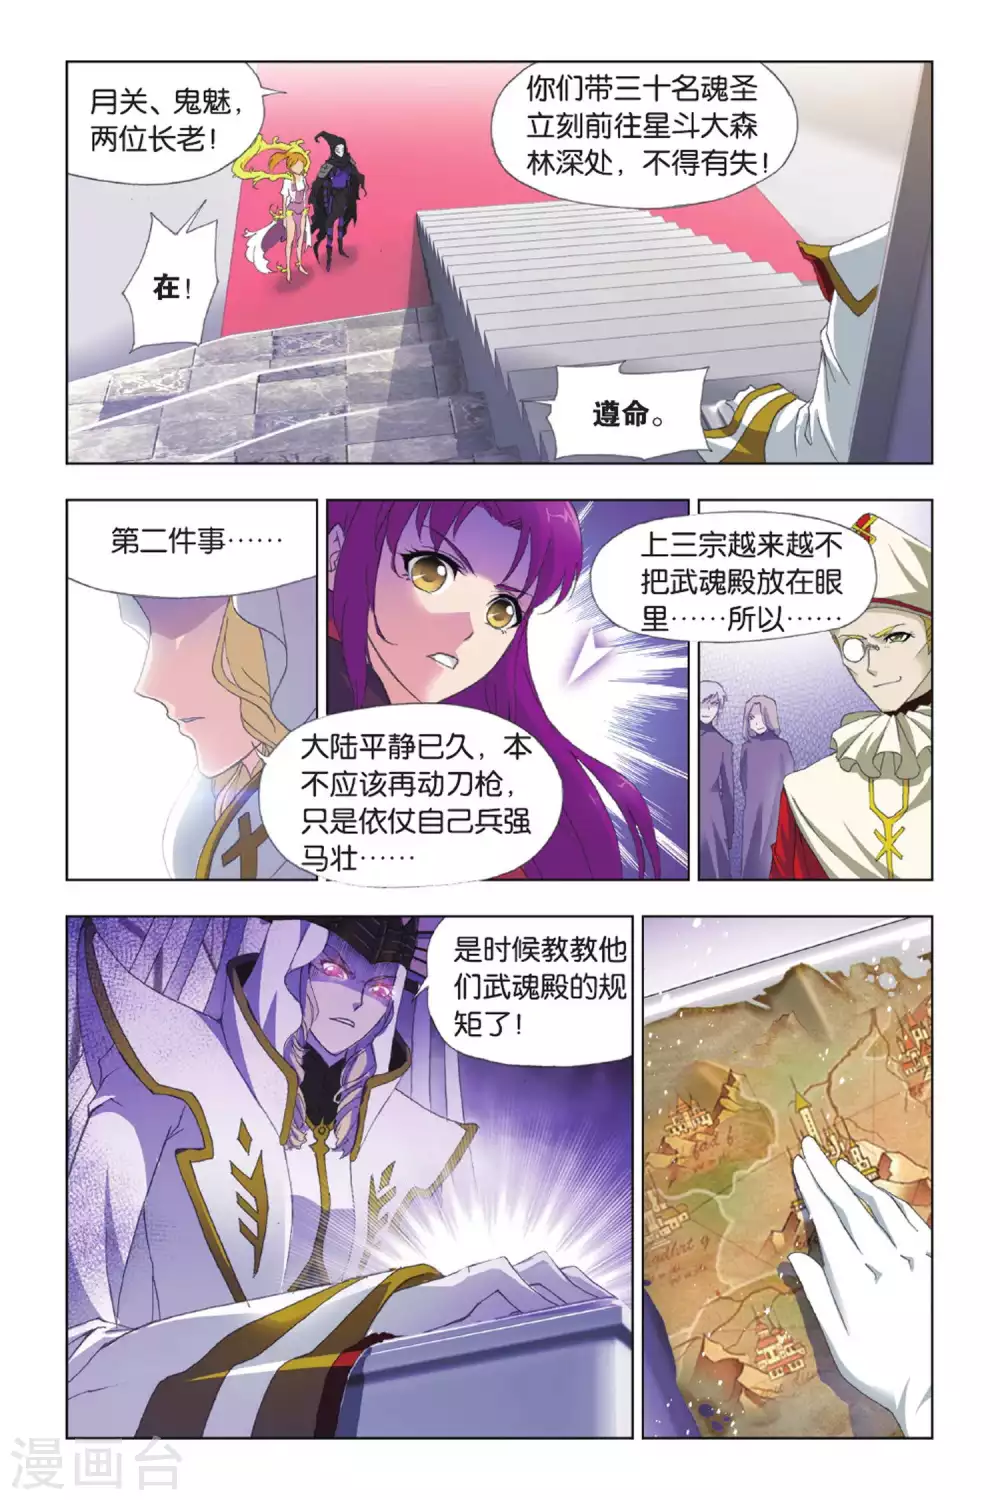 月关、鬼魅，
两位长老！
你们带三十名魂圣
立刻前往星斗大森
林深处，不得有失！
在！
遵命。
第二件事……
大陆平静已久，本
不应该再动刀枪，
只是依仗自己兵强
马壮……
上三宗越来越不
把武魂殿放在眼
里……所以……
是时候教教他
们武魂殿的规
矩了！
漫画台